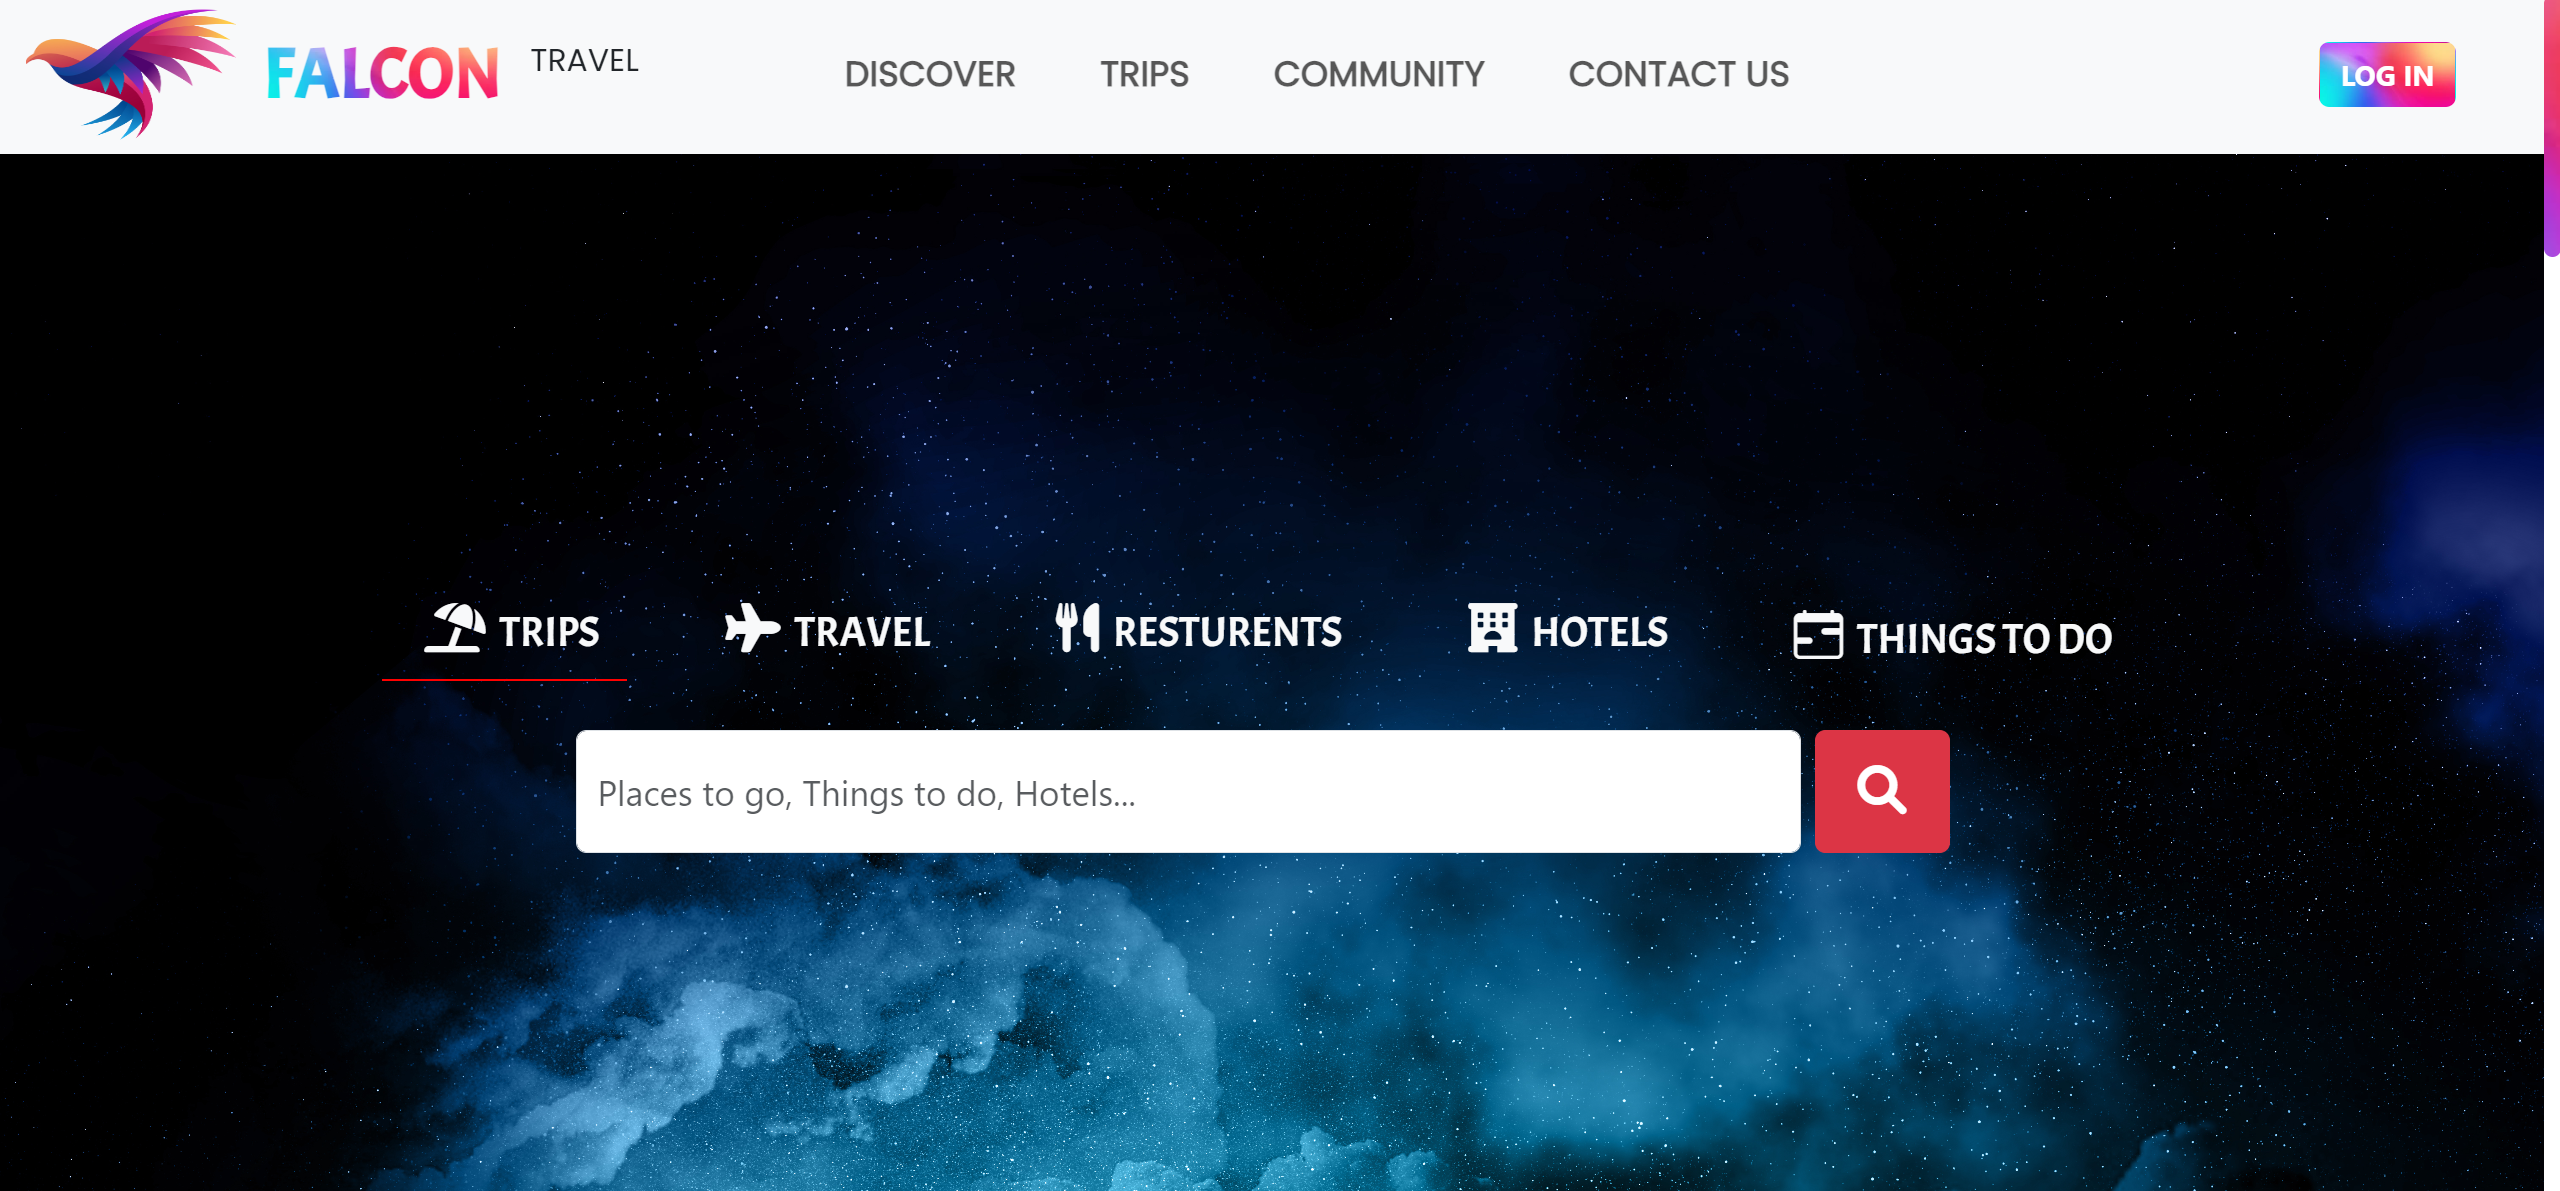 FALCON TRAVEL
DISCOVER TRIPS COMMUNITY CONTACT US
LOG IN
TRIPS TRAVEL RESTURENTS HOTELS THINGS TO DO
Places to go, Things to do, Hotels...